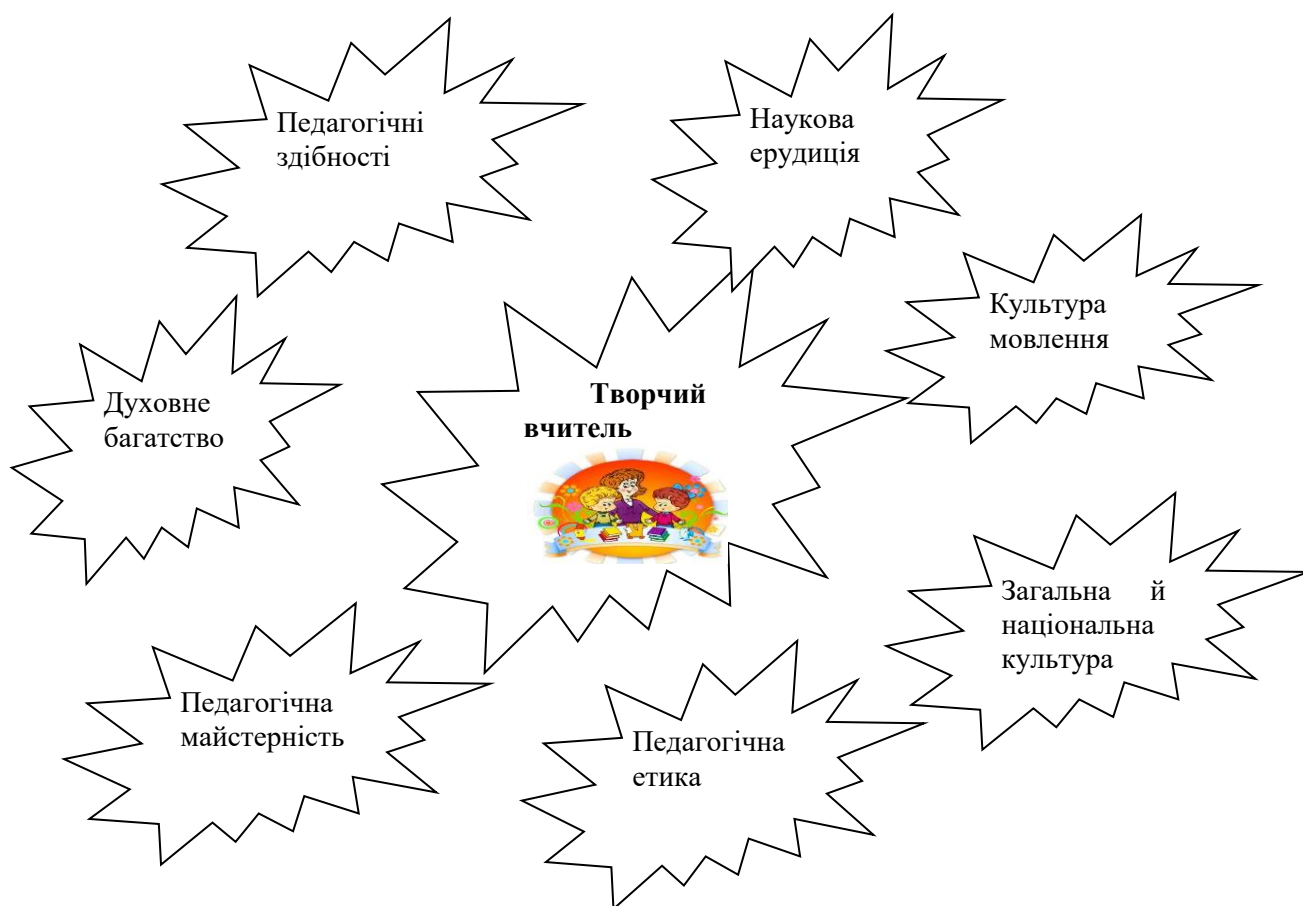 Педагогічні
здібності
Наукова
ерудиція
Культура
мовлення
Духовне
багатство
Творчий
вчитель
Загальна й
національна
культура
Педагогічна
майстерність
Педагогічна
етика